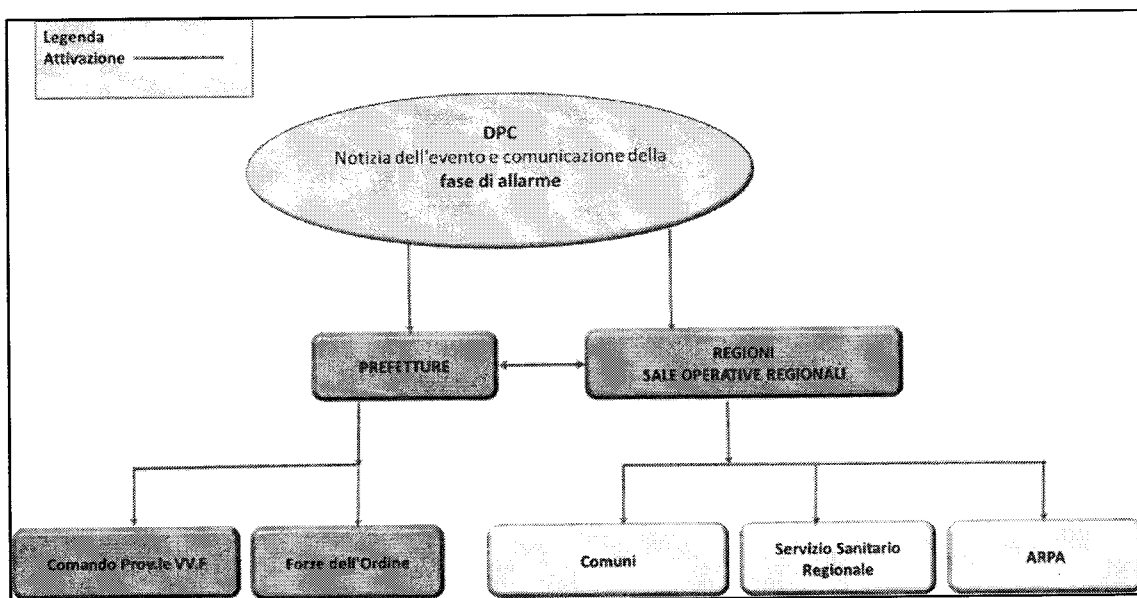 Legenda
Attivazione
DPC
Notizia dell'evento e comunicazione della
fase di allarme
PREFETTURE
REGIONI
SALE OPERATIVE REGIONALI
Comando Prov.le VV.F
Forze dell'Ordine
Comuni
Servizio Sanitario
Regionale
ARPA